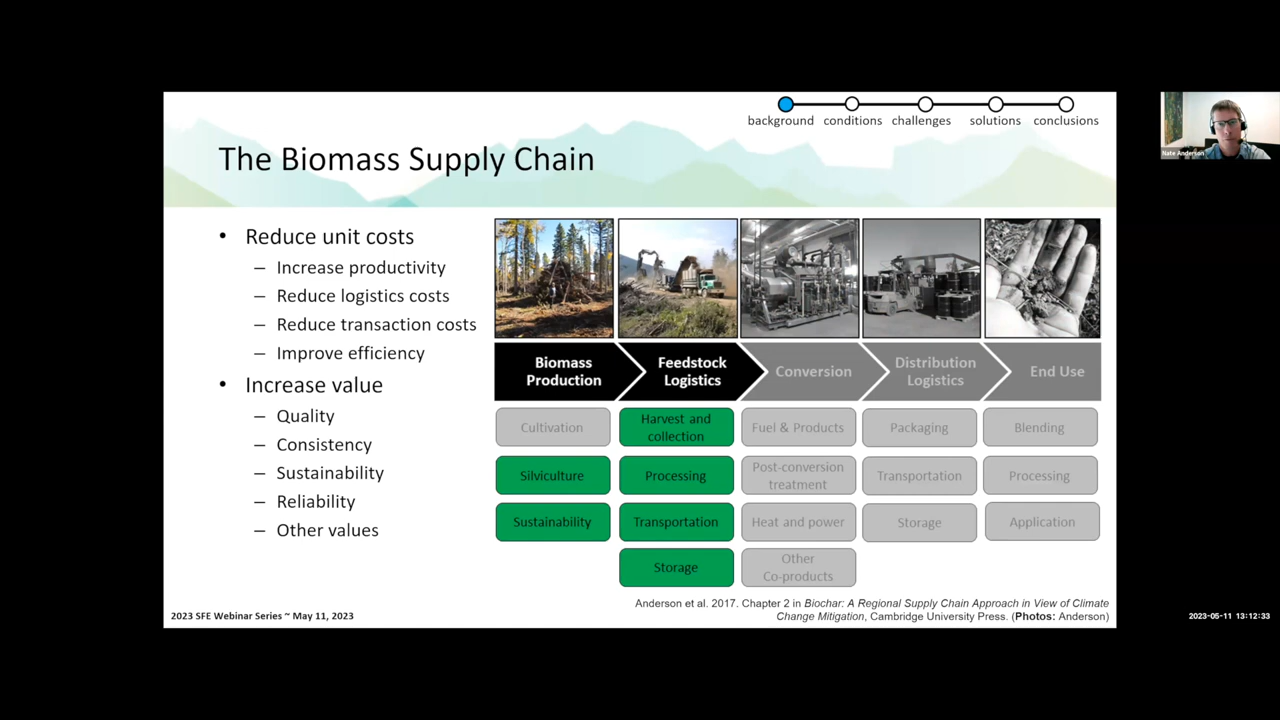 background conditions challenges solutions conclusions
The Biomass Supply Chain
• Reduce unit costs
– Increase productivity
– Reduce logistics costs
– Reduce transaction costs
– Improve efficiency
• Increase value
– Quality
– Consistency
– Sustainability
– Reliability
– Other values
Biomass
Production
Feedstock
Logistics
Conversion
Distribution
Logistics
End Use
Cultivation
Silviculture
Sustainability
Harvest and
collection
Processing
Transportation
Storage
Fuel & Products
Post-conversion
treatment
Heat and power
Other
Co-products
Packaging
Transportation
Storage
Blending
Processing
Application
Anderson et al. 2017. Chapter 2 in Biochar: A Regional Supply Chain Approach in View of Climate
Change Mitigation, Cambridge University Press. (Photos: Anderson)
2023 SFE Webinar Series ~ May 11, 2023
Nate Anderson
2023-05-11 13:12:33